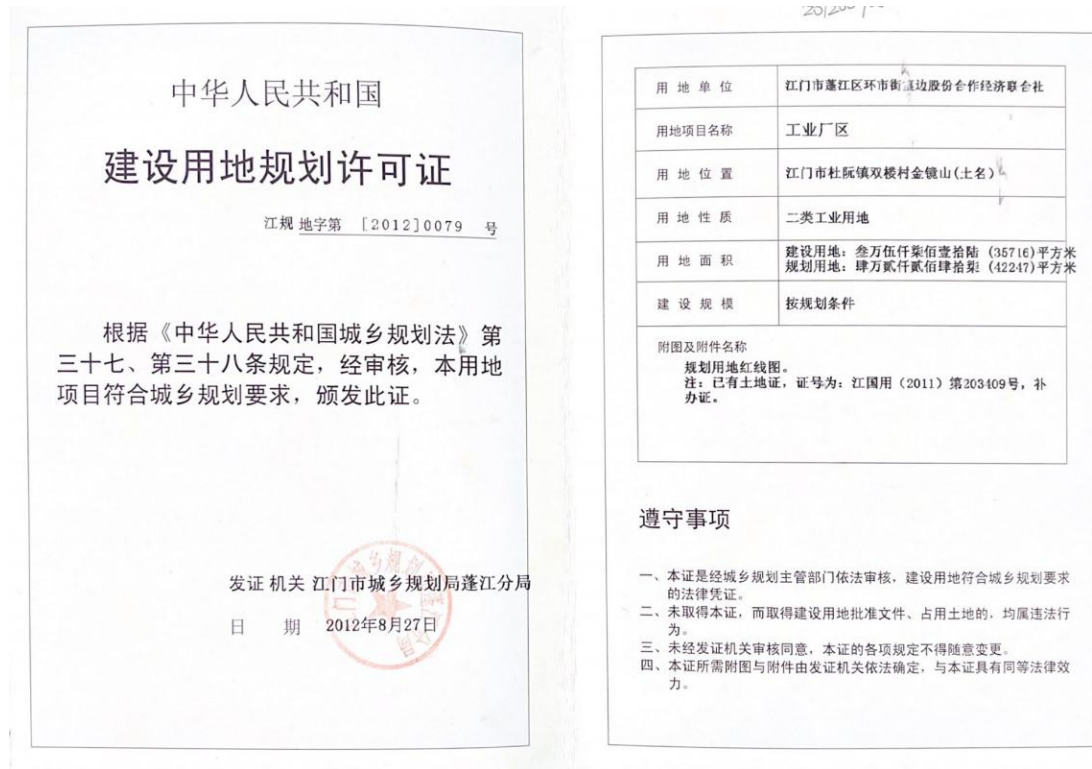 中华人民共和国
建设用地规划许可证
江规 地字第 [2012]0079 号
根据《中华人民共和国城乡规划法》第
三十七、第三十八条规定，经审核，本用地
项目符合城乡规划要求，颁发此证。
发证机关 江门市城乡规划局蓬江分局
日 期 2012年8月27日
用地单位 江门市蓬江区环市街 边股份合作经济联合社
用地项目名称 工业厂区
用地位置 江门市杜阮镇双楼村金镜山(土名)
用地性质 二类工业用地
用地面积 建设用地：叁万伍仟柒佰壹拾陆 (35716)平方米
规划用地：肆万贰仟贰佰肆拾柒 (42247)平方米
建设规模 按规划条件
附图及附件名称
规划用地红线图。
注：已有土地证，证号为：江国用（2011）第203409号，补
办证。
遵守事项
一、本证是经城乡规划主管部门依法审核，建设用地符合城乡规划要求
的法律凭证。
二、未取得本证，而取得建设用地批准文件、占用土地的，均属违法行
为。
三、未经发证机关审核同意，本证的各项规定不得随意变更。
四、本证所需附图与附件由发证机关依法确定，与本证具有同等法律效
力。